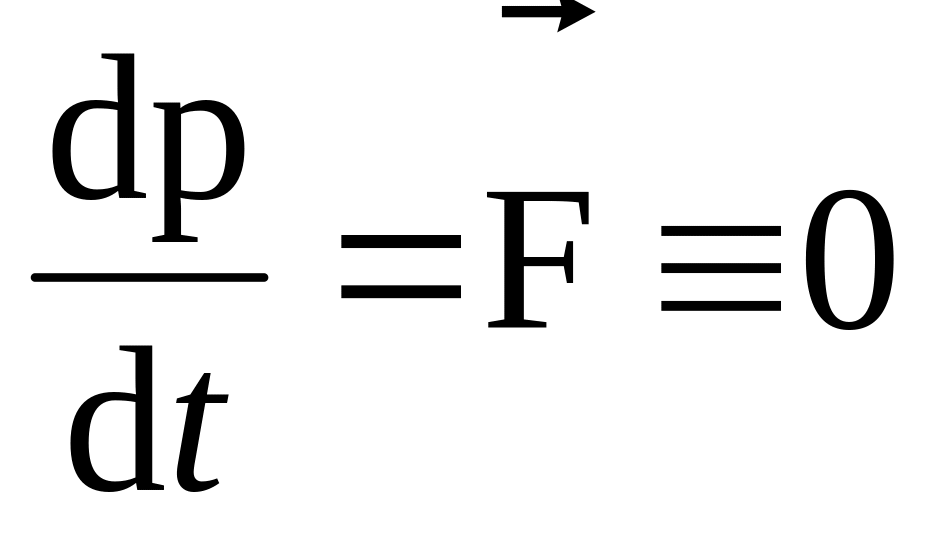 dp/dt = F⃗ ≡ 0